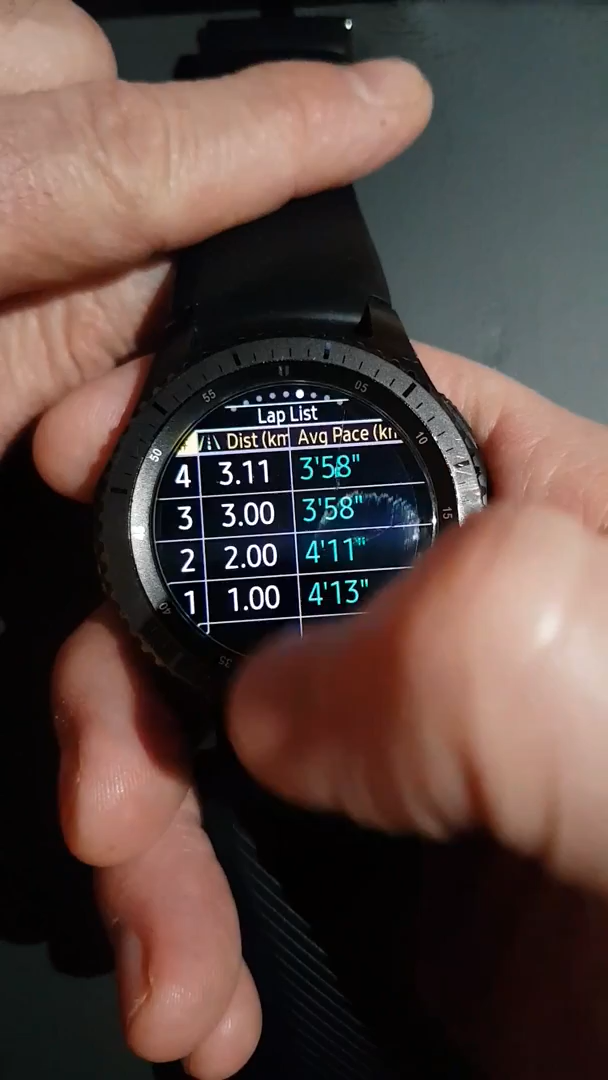 55
05
50
10
Lap List
Dist (km
Avg Pace (k
4 3.11 3'58"
3 3.00 3'58"
2 2.00 4'11"
1 1.00 4'13"
15
40
35